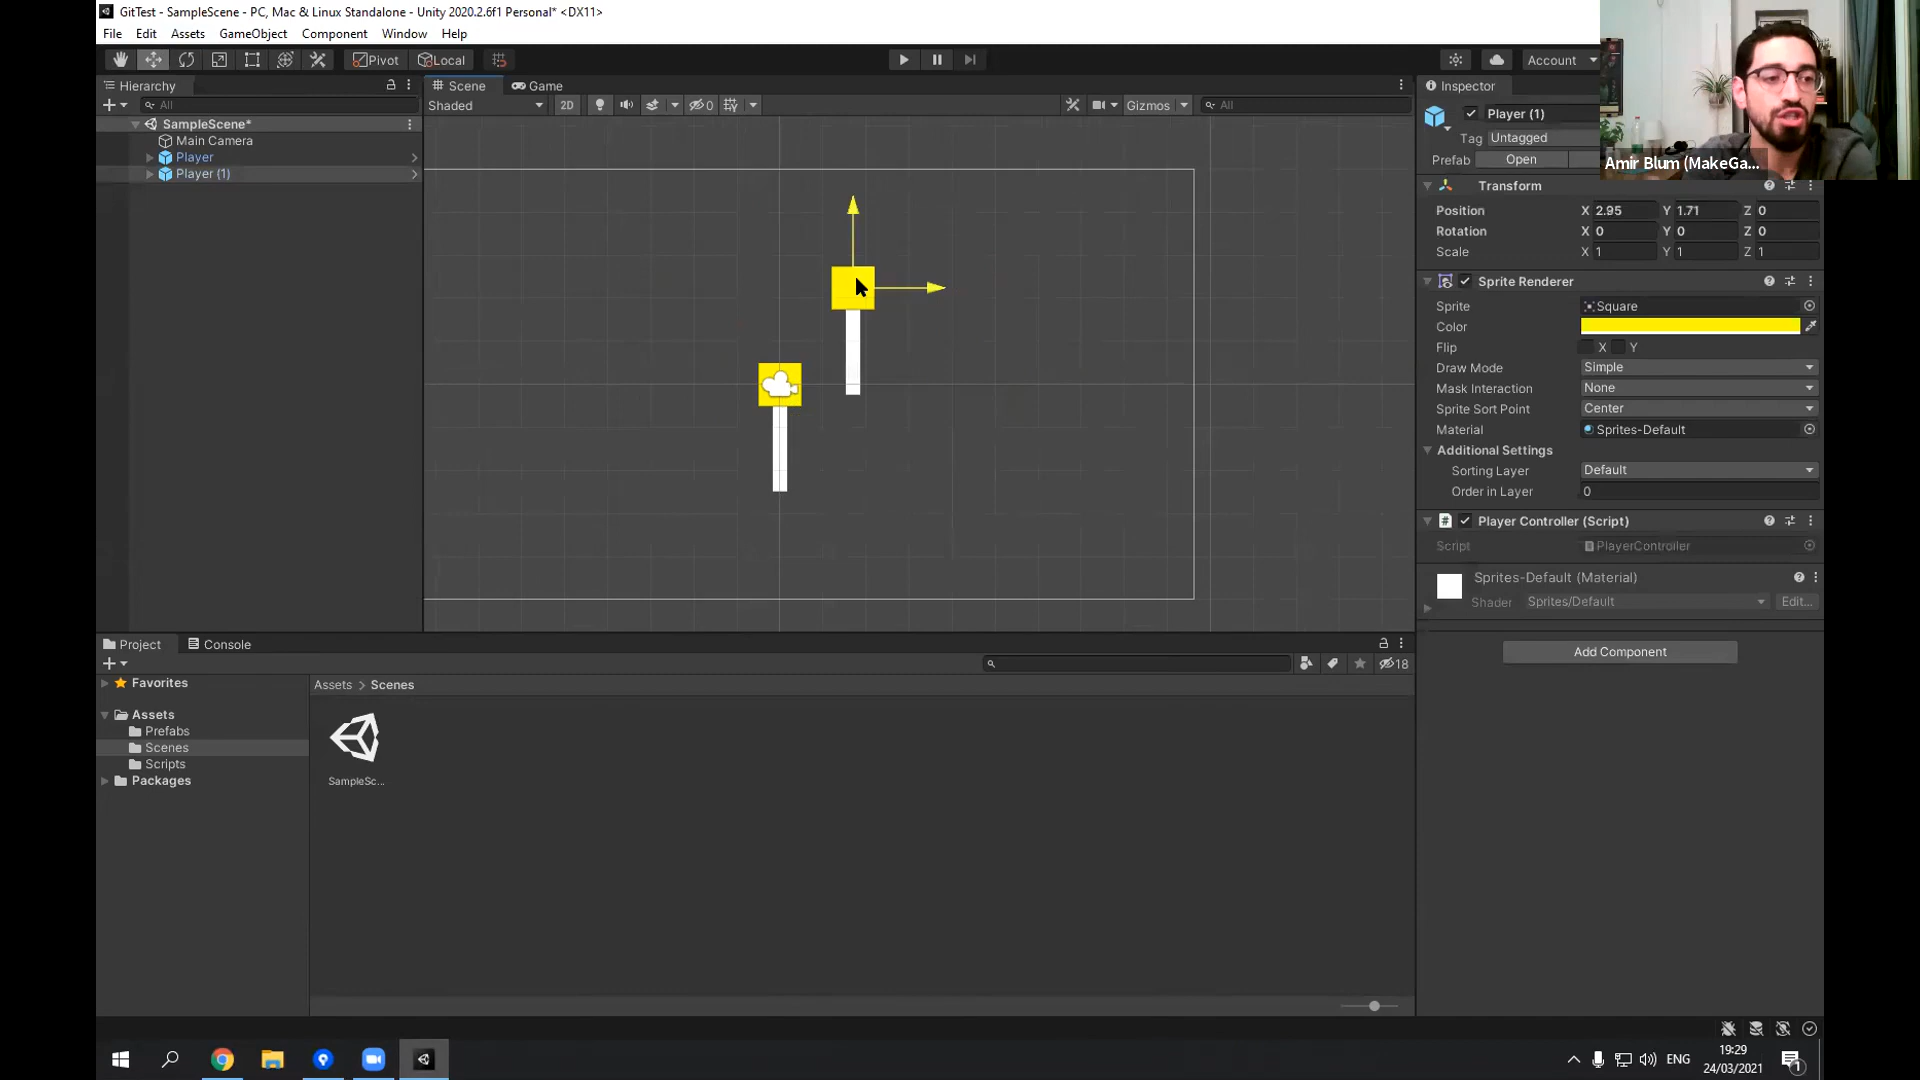 GitTest - SampleScene - PC, Mac & Linux Standalone - Unity 2020.2.6f1 Personal* <DX11>
File Edit Assets GameObject Component Window Help
Pivot Local Account
Hierarchy
All
SampleScene*
Main Camera
Player
Player (1)
Scene Game
Shaded 2D 0 Gizmos All
Inspector
Player (1)
Tag Untagged
Prefab Open
Amir Blum (MakeGa...
Transform
Position X 2.95 Y 1.71 Z 0
Rotation X 0 Y 0 Z 0
Scale X 1 Y 1 Z 1
Sprite Renderer
Sprite Square
Color
Flip X Y
Draw Mode Simple
Mask Interaction None
Sprite Sort Point Center
Material Sprites-Default
Additional Settings
Sorting Layer Default
Order in Layer 0
Player Controller (Script)
Script PlayerController
Sprites-Default (Material)
Shader Sprites/Default Edit...
Add Component
Project Console
18
Favorites
Assets
Prefabs
Scenes
Scripts
Packages
Assets > Scenes
SampleSc...
ENG
19:29
24/03/2021
1